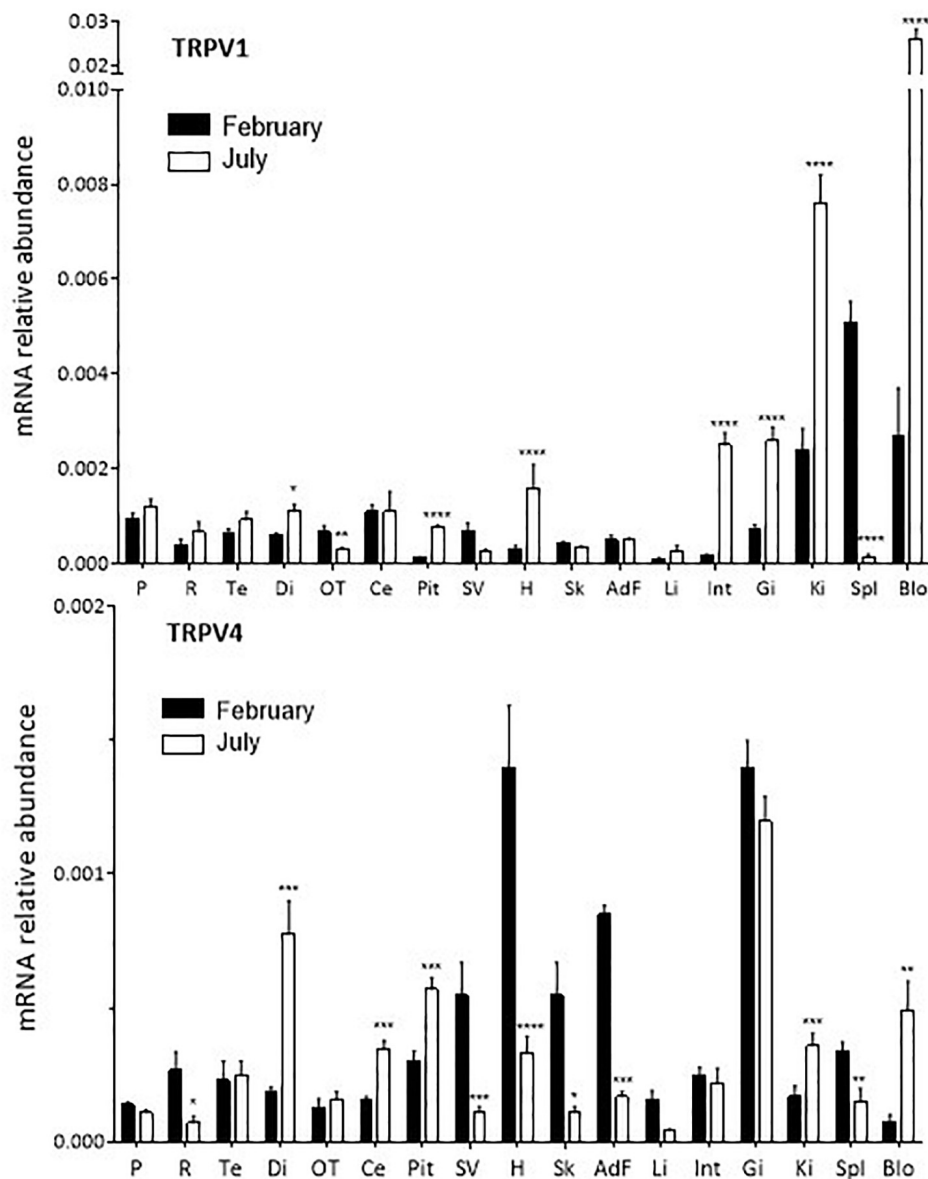 TRPV1
February
July
mRNA relative abundance
0.03
0.02
0.010
0.008
0.006
0.004
0.002
0.000
* ** **** **** **** **** **** **** ****
P R Te Di OT Ce Pit SV H Sk AdF Li Int Gi Ki Spl Blo
TRPV4
February
July
mRNA relative abundance
0.002
0.001
0.000
* *** *** *** *** **** * *** *** ** **
P R Te Di OT Ce Pit SV H Sk AdF Li Int Gi Ki Spl Blo